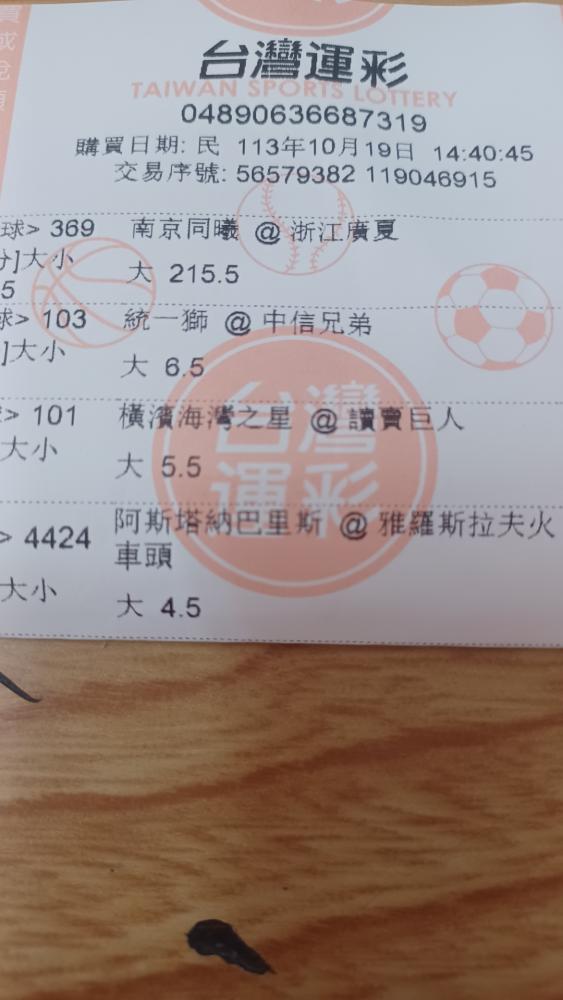 台灣運彩
TAIWAN SPORTS LOTTERY
04890636687319
購買日期: 民 113年10月19日 14:40:45
交易序號: 56579382 119046915
球> 369 南京同曦 @ 浙江廣夏
]大小 大 215.5
5
球> 103 統一獅 @ 中信兄弟
]大小 大 6.5
> 101 橫濱海灣之星 @ 讀賣巨人
大小 大 5.5
> 4424 阿斯塔納巴里斯 @ 雅羅斯拉夫火
車頭
大小 大 4.5
台灣
運彩